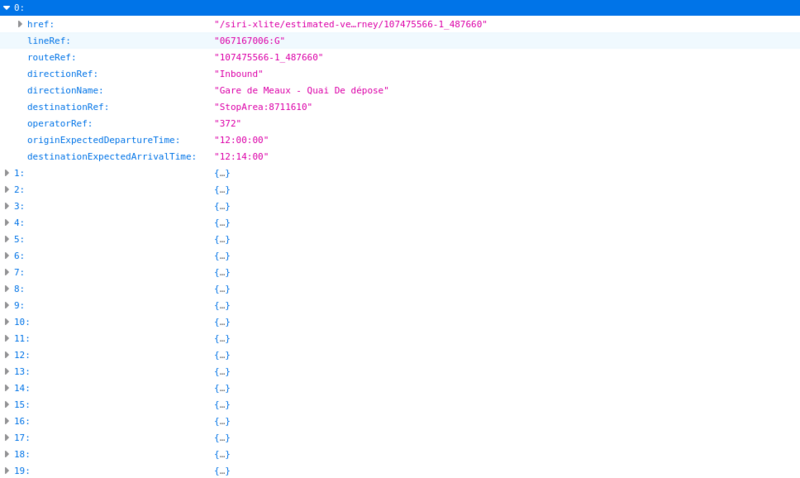 0:
href: "/siri-xlite/estimated-ve…rney/107475566-1_487660"
lineRef: "067167006:G"
routeRef: "107475566-1_487660"
directionRef: "Inbound"
directionName: "Gare de Meaux - Quai De dépose"
destinationRef: "StopArea:8711610"
operatorRef: "372"
originExpectedDepartureTime: "12:00:00"
destinationExpectedArrivalTime: "12:14:00"
1: {…}
2: {…}
3: {…}
4: {…}
5: {…}
6: {…}
7: {…}
8: {…}
9: {…}
10: {…}
11: {…}
12: {…}
13: {…}
14: {…}
15: {…}
16: {…}
17: {…}
18: {…}
19: {…}